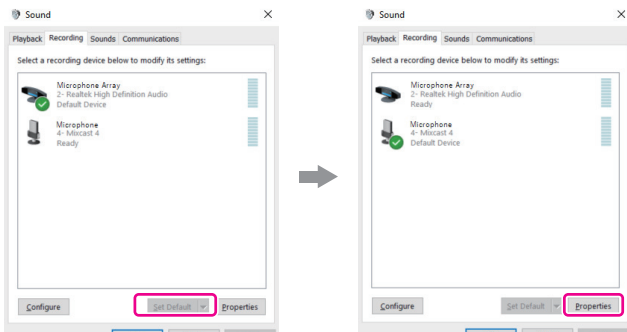 Sound
Playback Recording Sounds Communications
Select a recording device below to modify its settings:
Microphone Array
2- Realtek High Definition Audio
Default Device
Microphone
4- Mixcast 4
Ready
Configure Set Default Properties
Sound
Playback Recording Sounds Communications
Select a recording device below to modify its settings:
Microphone Array
2- Realtek High Definition Audio
Ready
Microphone
4- Mixcast 4
Default Device
Configure Set Default Properties